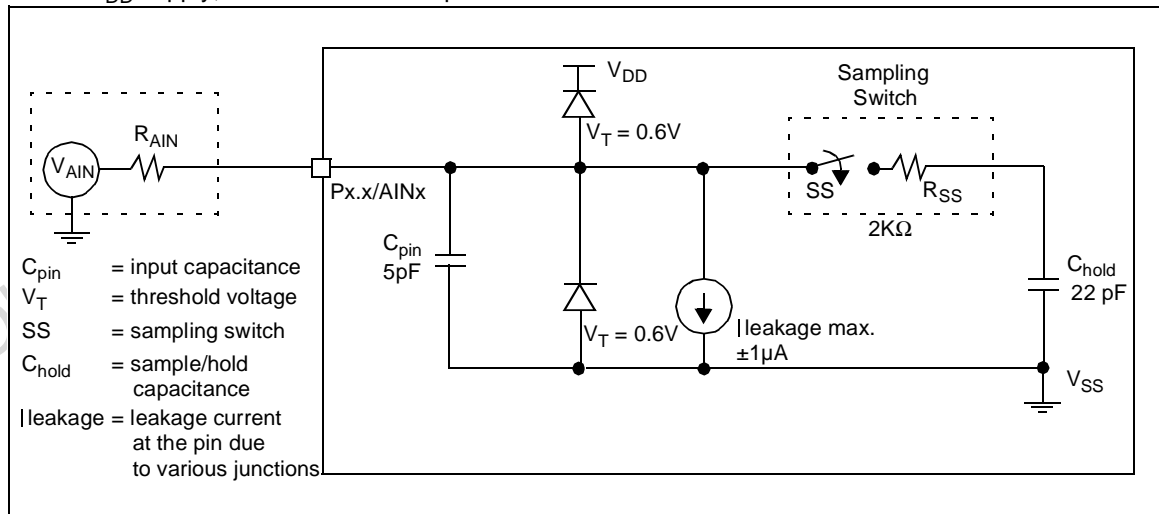 V_DD
Sampling
Switch
R_AIN
V_T = 0.6V
V_AIN
Px.x/AINx
SS
R_SS
2KΩ
C_pin
5pF
C_hold
22 pF
V_T = 0.6V
I leakage max.
±1µA
V_SS
C_pin = input capacitance
V_T = threshold voltage
SS = sampling switch
C_hold = sample/hold
capacitance
I leakage = leakage current
at the pin due
to various junctions